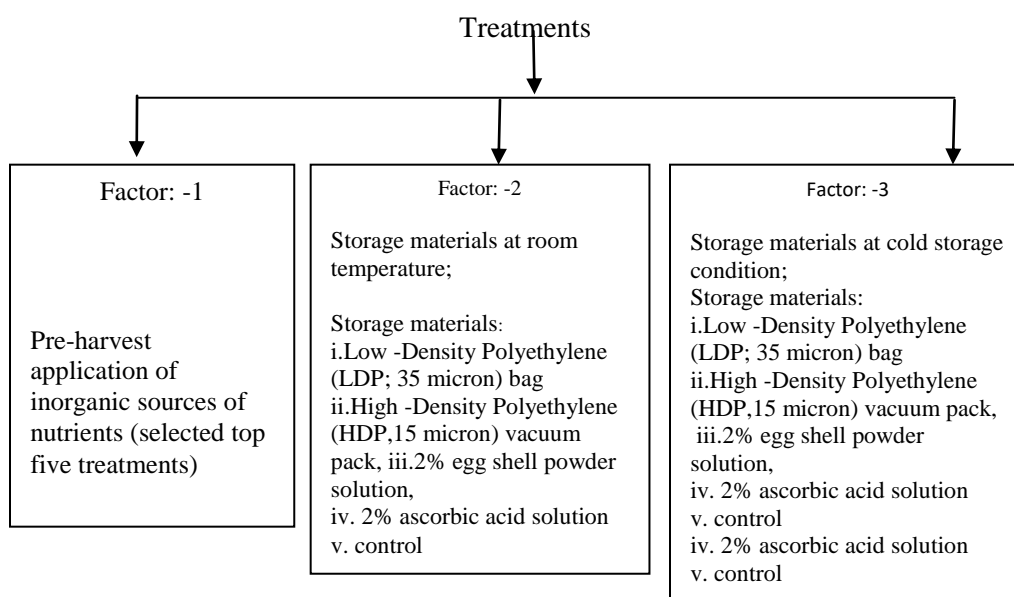 Treatments
Factor: -1
Pre-harvest
application of
inorganic sources of
nutrients (selected top
five treatments)
Factor: -2
Storage materials at room
temperature;
Storage materials:
i.Low -Density Polyethylene
(LDP; 35 micron) bag
ii.High -Density Polyethylene
(HDP,15 micron) vacuum
pack, iii.2% egg shell powder
solution,
iv. 2% ascorbic acid solution
v. control
Factor: -3
Storage materials at cold storage
condition;
Storage materials:
i.Low -Density Polyethylene
(LDP; 35 micron) bag
ii.High -Density Polyethylene
(HDP,15 micron) vacuum pack,
iii.2% egg shell powder
solution,
iv. 2% ascorbic acid solution
v. control
iv. 2% ascorbic acid solution
v. control